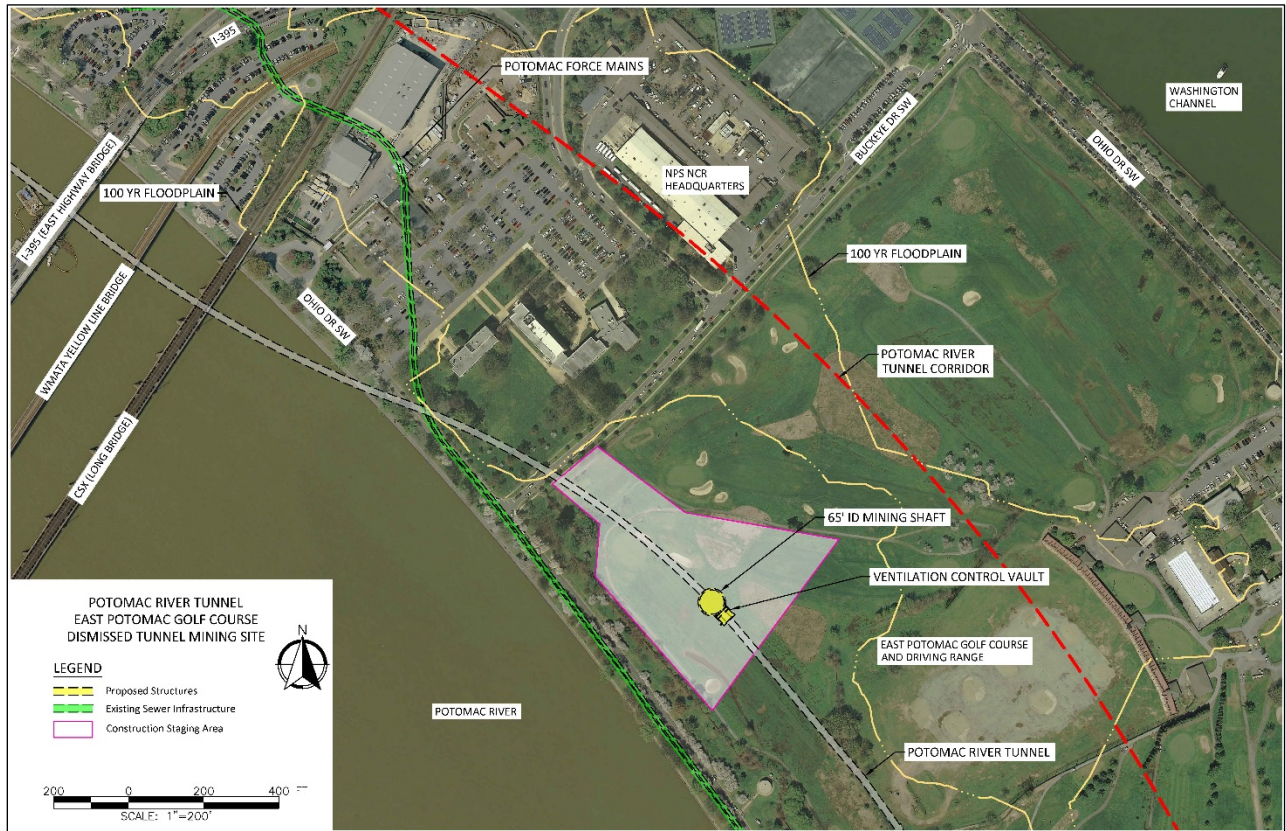 I-395
POTOMAC FORCE MAINS
WASHINGTON
CHANNEL
BUCKEYE DR SW
OHIO DR SW
NPS NCR
HEADQUARTERS
100 YR FLOODPLAIN
I-395 (EAST HIGHWAY BRIDGE)
100 YR FLOODPLAIN
OHIO DR SW
WMATA YELLOW LINE BRIDGE
POTOMAC RIVER
TUNNEL CORRIDOR
CSX (LONG BRIDGE)
65' ID MINING SHAFT
VENTILATION CONTROL VAULT
POTOMAC RIVER TUNNEL
EAST POTOMAC GOLF COURSE
DISMISSED TUNNEL MINING SITE
N
LEGEND
Proposed Structures
Existing Sewer Infrastructure
Construction Staging Area
EAST POTOMAC GOLF COURSE
AND DRIVING RANGE
POTOMAC RIVER
POTOMAC RIVER TUNNEL
200 0 200 400
SCALE: 1"=200'